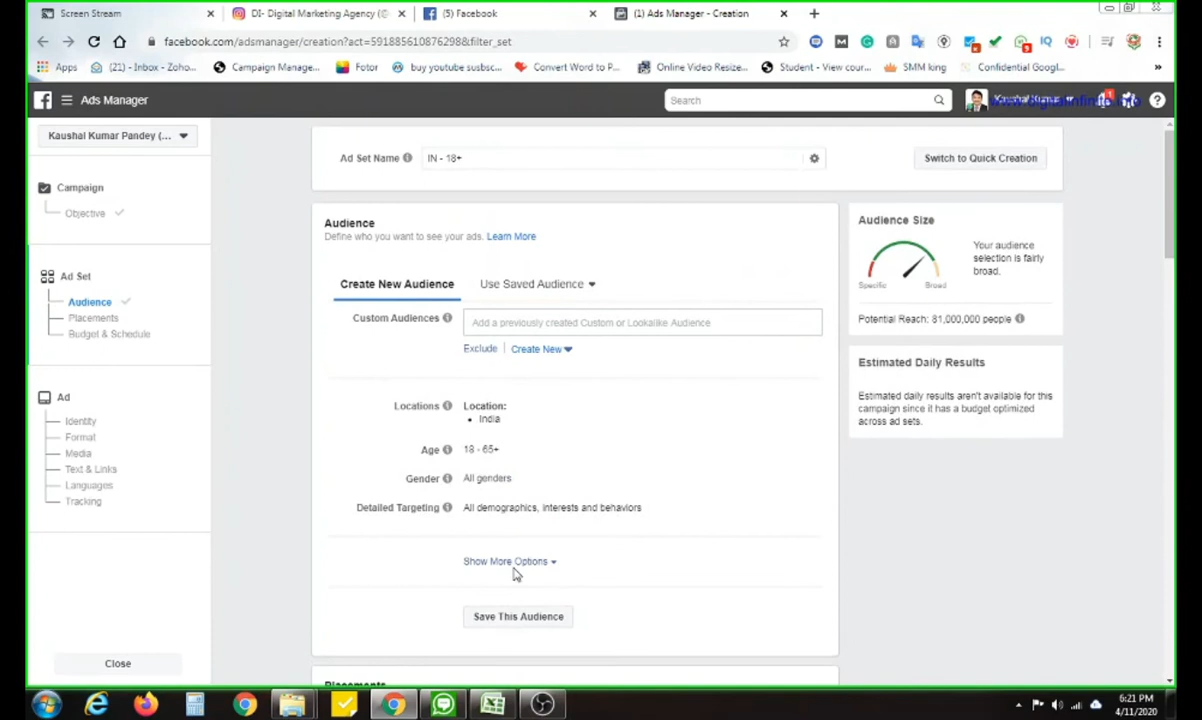 Screen Stream
DI- Digital Marketing Agency (@
(5) Facebook
(1) Ads Manager - Creation
facebook.com/adsmanager/creation?act=591885610876298&filter_set
Apps
(21) - Inbox - Zoho...
Campaign Manage...
Fotor
buy youtube susbsc...
Convert Word to P...
Online Video Resize...
Student - View cour...
SMM king
Confidential Googl...
»
Ads Manager
Search
Kaushal Kumar
www.digitalinfinite.info
Kaushal Kumar Pandey (...
Ad Set Name
IN - 18+
Switch to Quick Creation
Campaign
Objective
Ad Set
Audience
Placements
Budget & Schedule
Ad
Identity
Format
Media
Text & Links
Languages
Tracking
Close
Audience
Define who you want to see your ads. Learn More
Create New Audience
Use Saved Audience
Custom Audiences
Add a previously created Custom or Lookalike Audience
Exclude
Create New
Locations
Location:
• India
Age
18 - 65+
Gender
All genders
Detailed Targeting
All demographics, interests and behaviors
Show More Options
Save This Audience
Placements
Audience Size
Your audience
selection is fairly
broad.
Specific
Broad
Potential Reach: 81,000,000 people
Estimated Daily Results
Estimated daily results aren't available for this
campaign since it has a budget optimized
across ad sets.
6:21 PM
4/11/2020